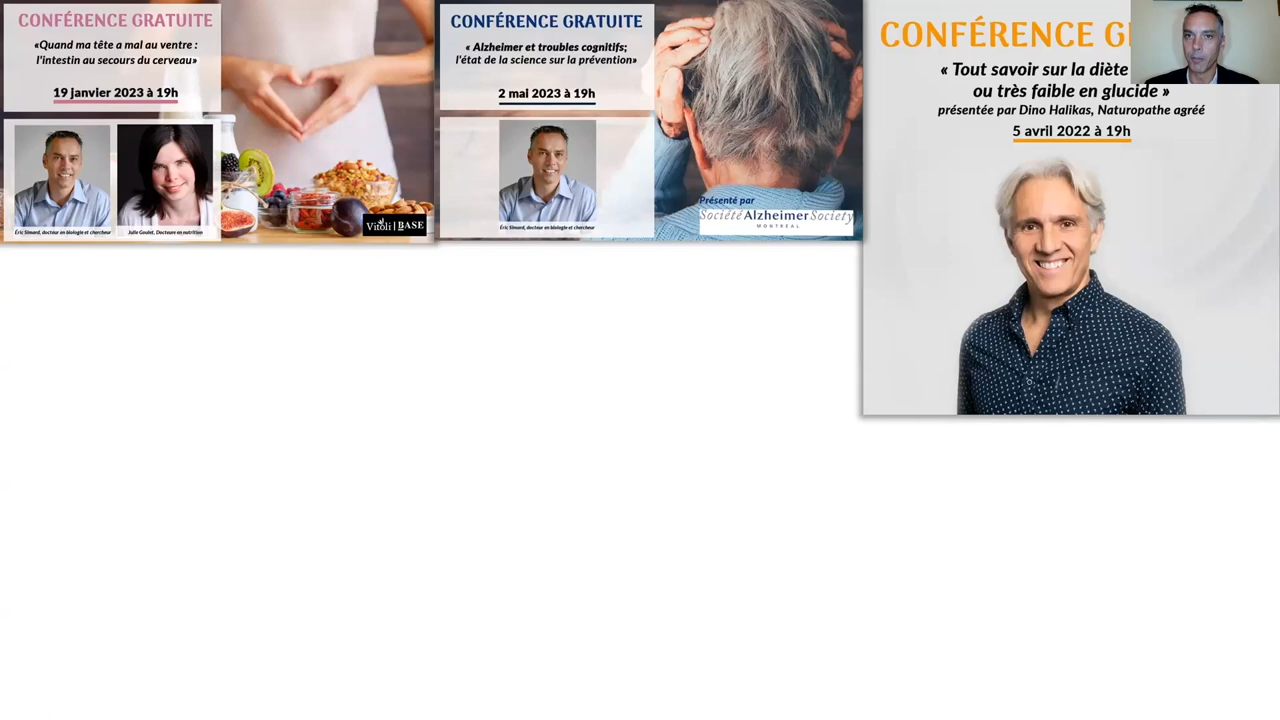 CONFÉRENCE GRATUITE
«Quand ma tête a mal au ventre :
l'intestin au secours du cerveau»
19 janvier 2023 à 19h
Éric Simard, docteur en biologie et chercheur
Julie Goulet, Docteure en nutrition
Vitoli | BASE
CONFÉRENCE GRATUITE
« Alzheimer et troubles cognitifs;
l'état de la science sur la prévention»
2 mai 2023 à 19h
Éric Simard, docteur en biologie et chercheur
Présenté par
Société Alzheimer Society
MONTREAL
CONFÉRENCE
« Tout savoir sur la diète
ou très faible en glucide »
présentée par Dino Halikas, Naturopathe agréé
5 avril 2022 à 19h